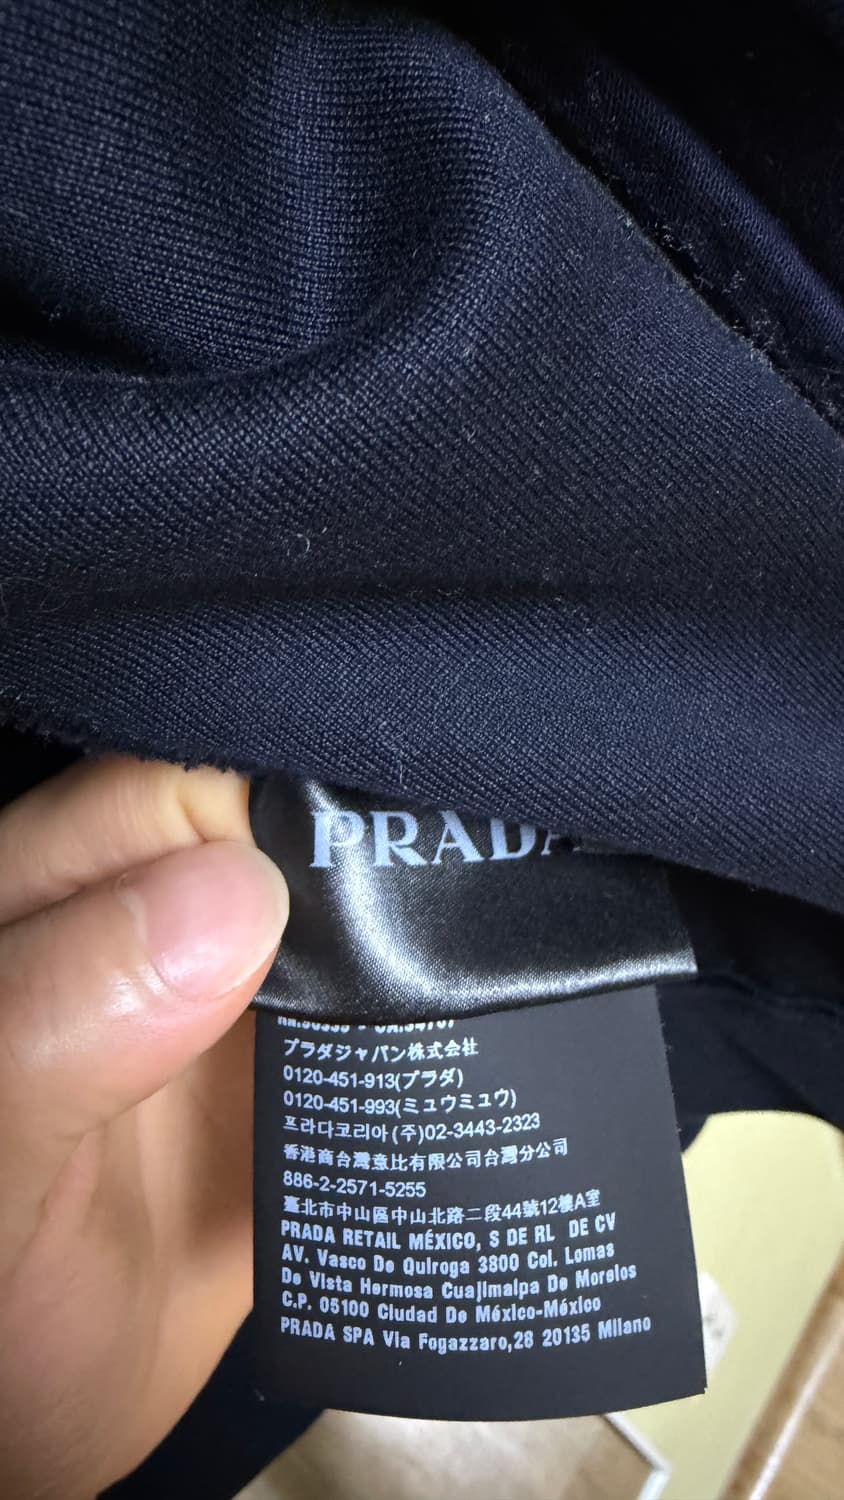 PRADA
プラダジャパン株式会社
0120-451-913(プラダ)
0120-451-993(ミュウミュウ)
프라다코리아 (주)02-3443-2323
香港商台灣意比有限公司台灣分公司
886-2-2571-5255
臺北市中山區中山北路二段44號12樓A室
PRADA RETAIL MÉXICO, S DE RL DE CV
AV. Vasco De Quiroga 3800 Col. Lomas
De Vista Hermosa Cuajimalpa De Morelos
C.P. 05100 Ciudad De México-México
PRADA SPA Via Fogazzaro,28 20135 Milano